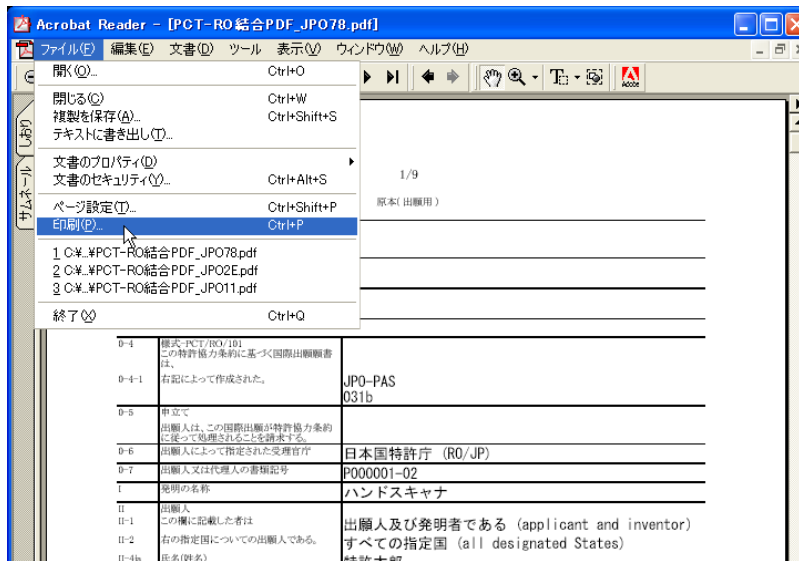 Acrobat Reader - [PCT-RO結合PDF_JPO78.pdf]
ファイル(F) 編集(E) 文書(D) ツール 表示(V) ウィンドウ(W) ヘルプ(H)
開く(O)... Ctrl+O
閉じる(C) Ctrl+W
複製を保存(A)... Ctrl+Shift+S
テキストに書き出し(T)...
文書のプロパティ(D)
文書のセキュリティ(Y)... Ctrl+Alt+S
ページ設定(T)... Ctrl+Shift+P
印刷(P)... Ctrl+P
1 C:¥...¥PCT-RO結合PDF_JPO78.pdf
2 C:¥...¥PCT-RO結合PDF_JPO2E.pdf
3 C:¥...¥PCT-RO結合PDF_JPO11.pdf
終了(X) Ctrl+Q
しおり
サムネール
Adobe
1/9
原本(出願用)
0-4 様式-PCT/RO/101
この特許協力条約に基づく国際出願願書
は、
0-4-1 右記によって作成された。 JPO-PAS
031b
0-5 申立て
出願人は、この国際出願が特許協力条約
に従って処理されることを請求する。
0-6 出願人によって指定された受理官庁 日本国特許庁 (RO/JP)
0-7 出願人又は代理人の書類記号 P000001-02
I 発明の名称 ハンドスキャナ
II 出願人
II-1 この欄に記載した者は 出願人及び発明者である (applicant and inventor)
II-2 右の指定国についての出願人である。 すべての指定国 (all designated States)
II-4ja 氏名(姓名) 特許太郎